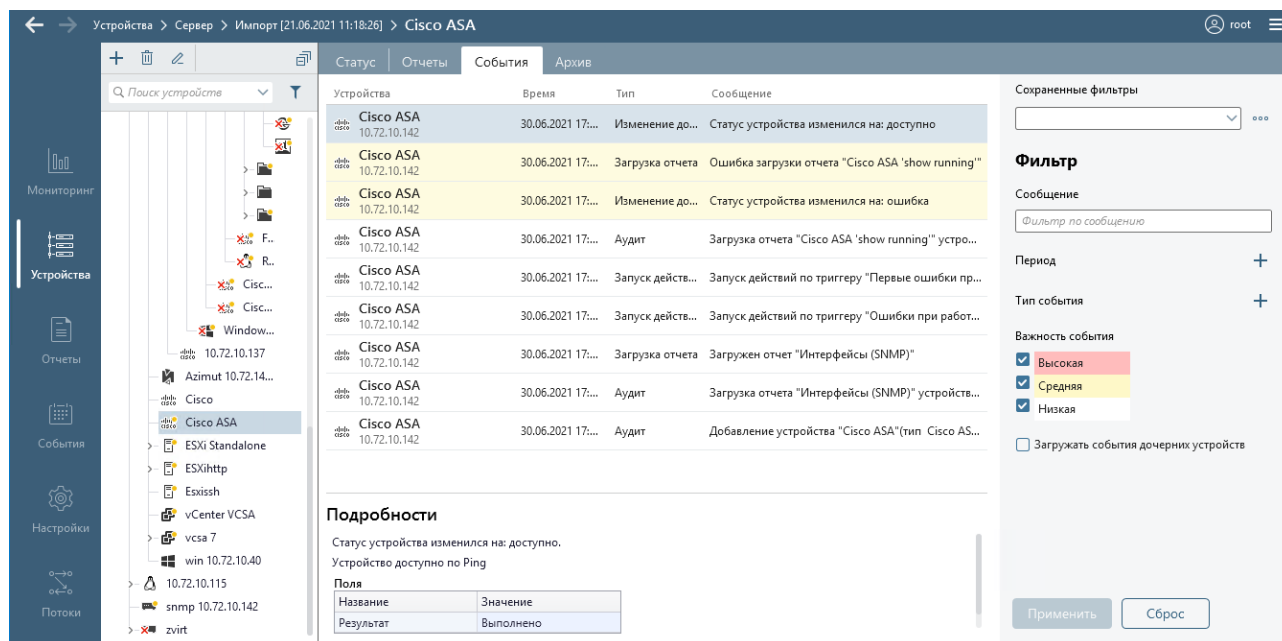 Устройства > Сервер > Импорт [21.06.2021 11:18:26] > Cisco ASA
root
Мониторинг
Устройства
Отчеты
События
Настройки
Потоки
Поиск устройств
F..
R..
Cisc...
Cisc...
Window...
10.72.10.137
Azimut 10.72.14...
Cisco
Cisco ASA
ESXi Standalone
ESXihttp
Esxissh
vCenter VCSA
vcsa 7
win 10.72.10.40
10.72.10.115
snmp 10.72.10.142
zvirt
Статус Отчеты События Архив
Устройства Время Тип Сообщение
Cisco ASA 30.06.2021 17:... Изменение до... Статус устройства изменился на: доступно
10.72.10.142
Cisco ASA 30.06.2021 17:... Загрузка отчета Ошибка загрузки отчета "Cisco ASA 'show running'"
10.72.10.142
Cisco ASA 30.06.2021 17:... Изменение до... Статус устройства изменился на: ошибка
10.72.10.142
Cisco ASA 30.06.2021 17:... Аудит Загрузка отчета "Cisco ASA 'show running'" устро...
10.72.10.142
Cisco ASA 30.06.2021 17:... Запуск действ... Запуск действий по триггеру "Первые ошибки пр...
10.72.10.142
Cisco ASA 30.06.2021 17:... Запуск действ... Запуск действий по триггеру "Ошибки при работ...
10.72.10.142
Cisco ASA 30.06.2021 17:... Загрузка отчета Загружен отчет "Интерфейсы (SNMP)"
10.72.10.142
Cisco ASA 30.06.2021 17:... Аудит Загрузка отчета "Интерфейсы (SNMP)" устройств...
10.72.10.142
Cisco ASA 30.06.2021 17:... Аудит Добавление устройства "Cisco ASA"(тип Cisco AS...
10.72.10.142
Подробности
Статус устройства изменился на: доступно.
Устройство доступно по Ping
Поля
Название Значение
Результат Выполнено
Сохраненные фильтры
Фильтр
Сообщение
Фильтр по сообщению
Период
Тип события
Важность события
Высокая
Средняя
Низкая
Загружать события дочерних устройств
Применить Сброс